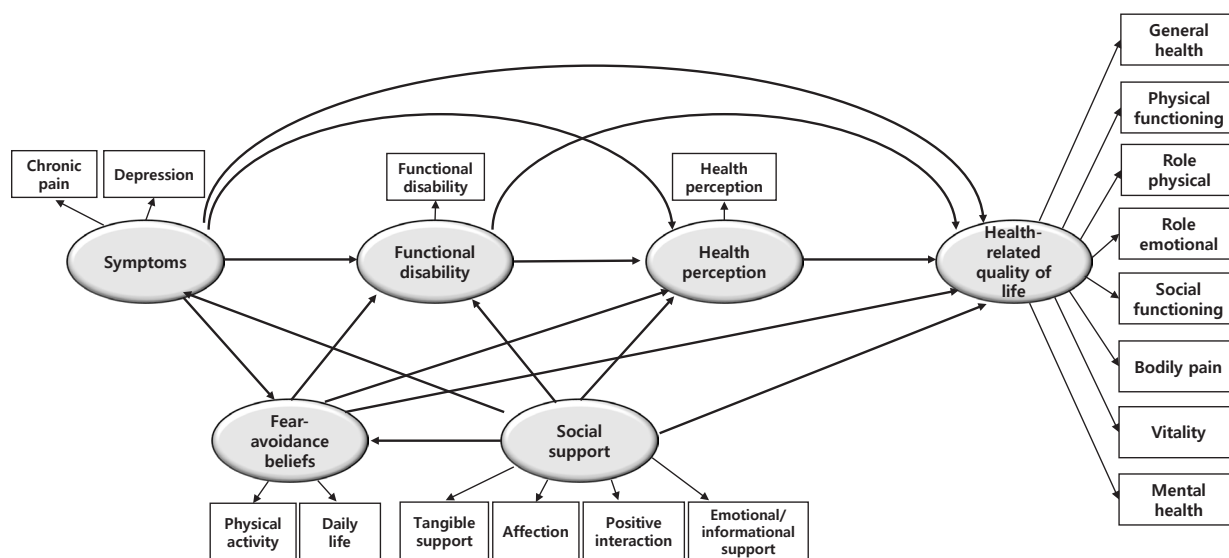 General
health
Physical
functioning
Role
physical
Role
emotional
Social
functioning
Bodily pain
Vitality
Mental
health
Chronic
pain
Depression
Functional
disability
Health
perception
Symptoms
Functional
disability
Health
perception
Health-
related
quality of
life
Fear-
avoidance
beliefs
Social
support
Physical
activity
Daily
life
Tangible
support
Affection
Positive
interaction
Emotional/
informational
support